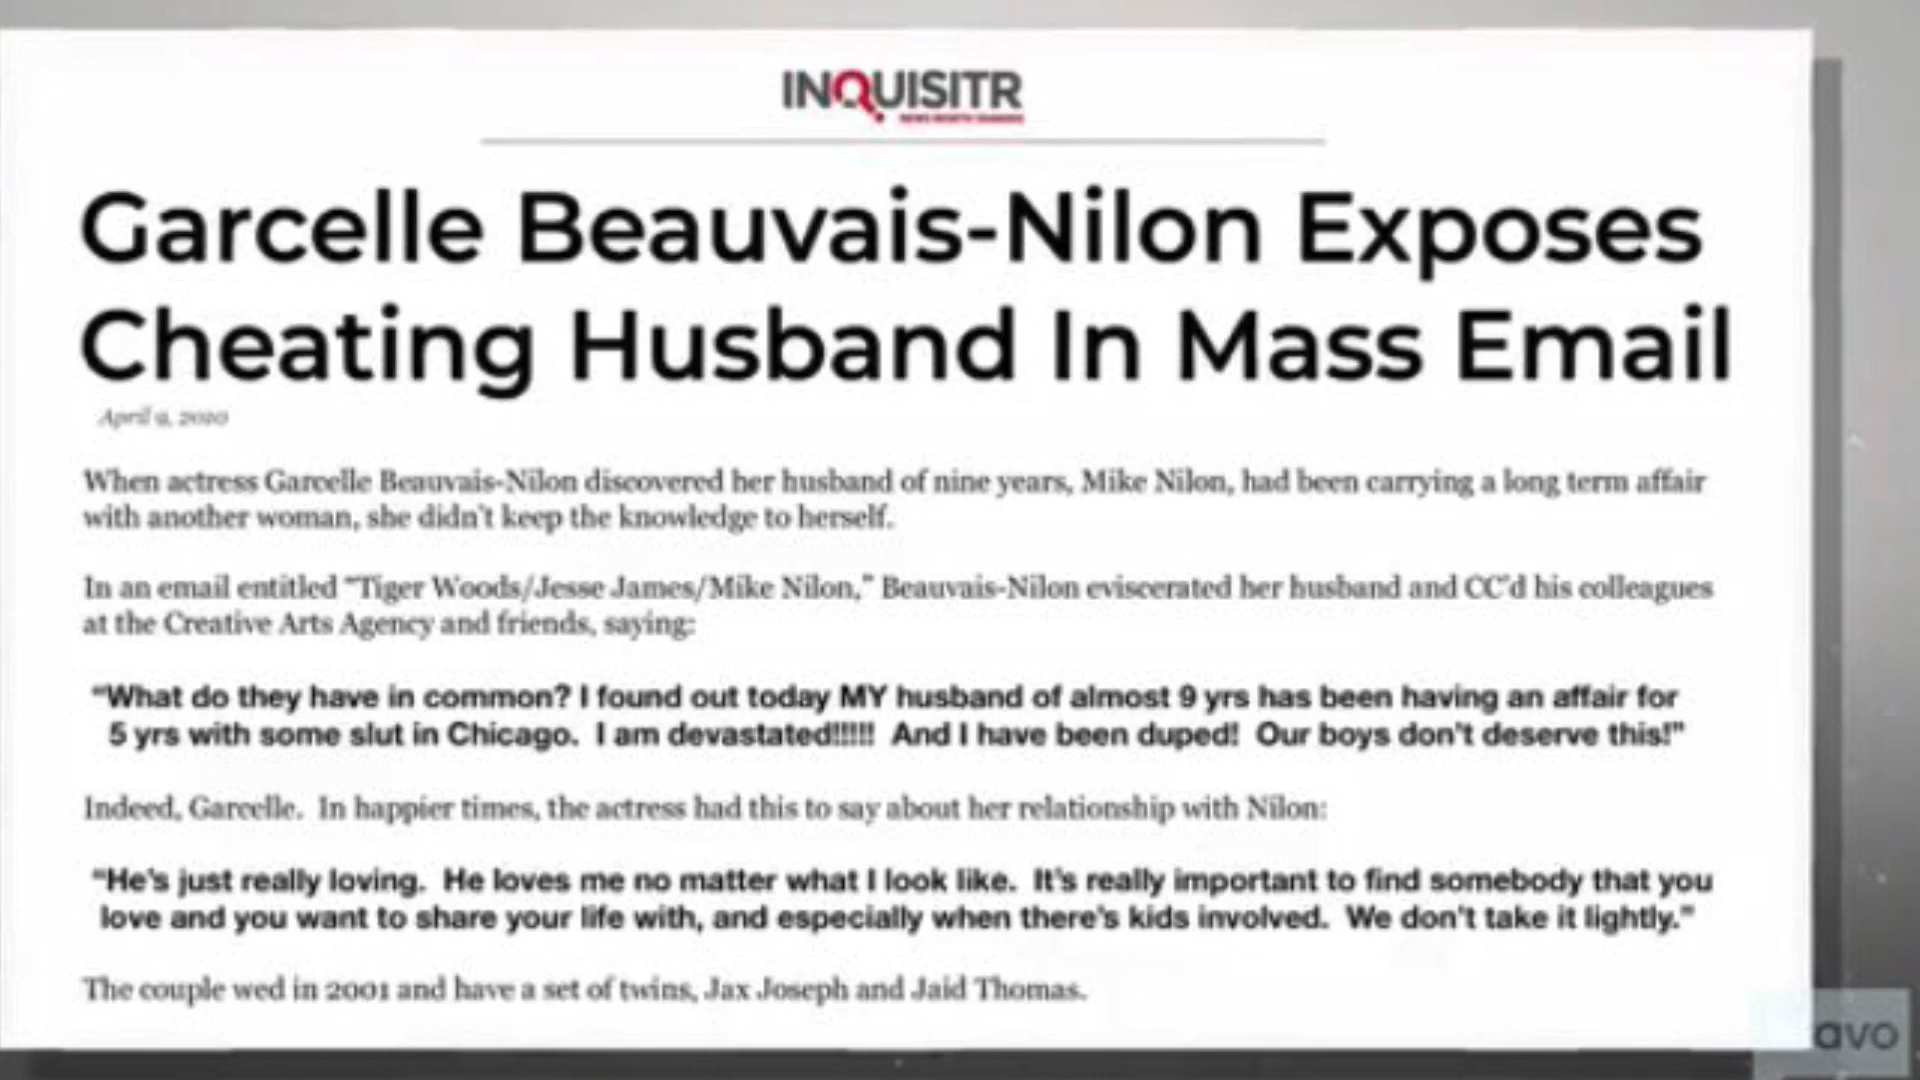 INQUISITR
Garcelle Beauvais-Nilon Exposes
Cheating Husband In Mass Email
April 9, 2010
When actress Garcelle Beauvais-Nilon discovered her husband of nine years, Mike Nilon, had been carrying a long term affair
with another woman, she didn't keep the knowledge to herself.
In an email entitled "Tiger Woods/Jesse James/Mike Nilon," Beauvais-Nilon eviscerated her husband and CC'd his colleagues
at the Creative Arts Agency and friends, saying:
"What do they have in common? I found out today MY husband of almost 9 yrs has been having an affair for
5 yrs with some slut in Chicago. I am devastated!!!!! And I have been duped! Our boys don't deserve this!"
Indeed, Garcelle. In happier times, the actress had this to say about her relationship with Nilon:
"He's just really loving. He loves me no matter what I look like. It's really important to find somebody that you
love and you want to share your life with, and especially when there's kids involved. We don't take it lightly."
The couple wed in 2001 and have a set of twins, Jax Joseph and Jaid Thomas.
avo